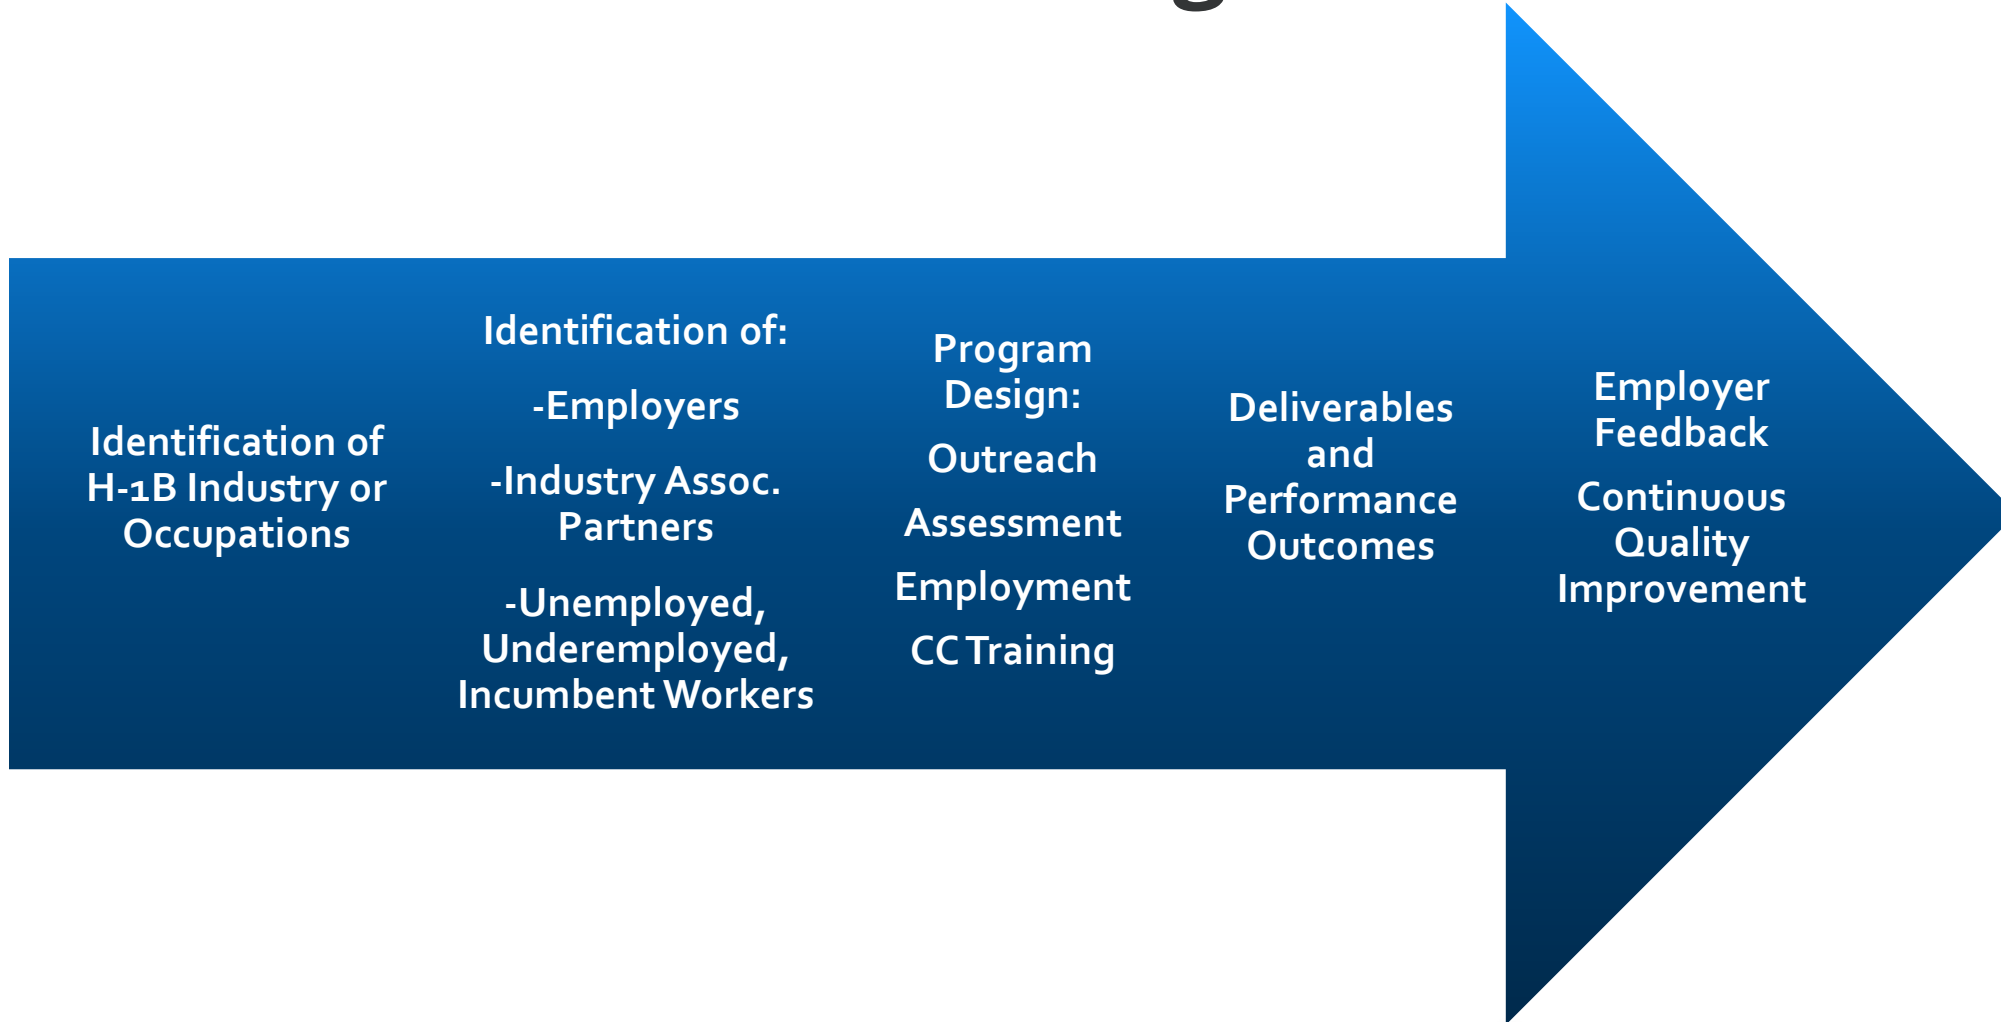 Identification of
H-1B Industry or
Occupations
Identification of:
-Employers
-Industry Assoc.
Partners
-Unemployed,
Underemployed,
Incumbent Workers
Program
Design:
Outreach
Assessment
Employment
CC Training
Deliverables
and
Performance
Outcomes
Employer
Feedback
Continuous
Quality
Improvement